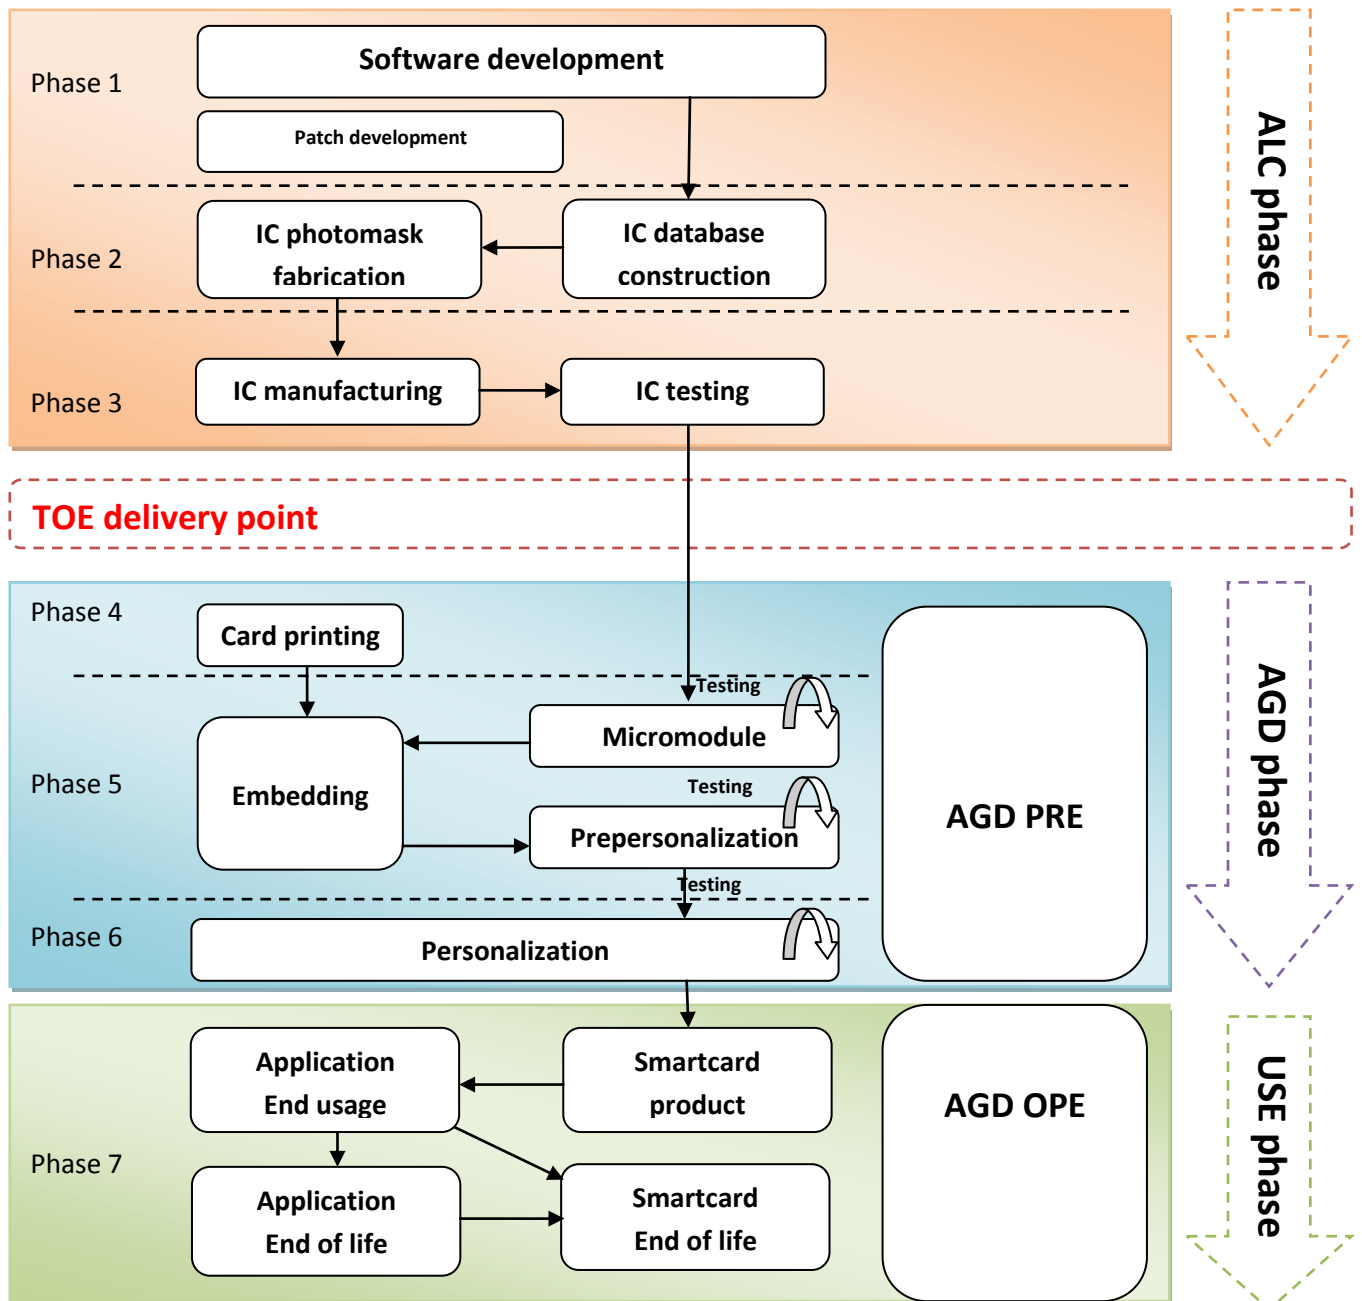 Software development
Phase 1
Patch development
ALC phase
IC photomask
fabrication
IC database
construction
Phase 2
IC manufacturing
IC testing
Phase 3
TOE delivery point
Phase 4
Card printing
Testing
Micromodule
AGD phase
Phase 5
Embedding
Testing
Prepersonalization
AGD PRE
Testing
Phase 6
Personalization
Application
End usage
Smartcard
product
AGD OPE
USE phase
Phase 7
Application
End of life
Smartcard
End of life